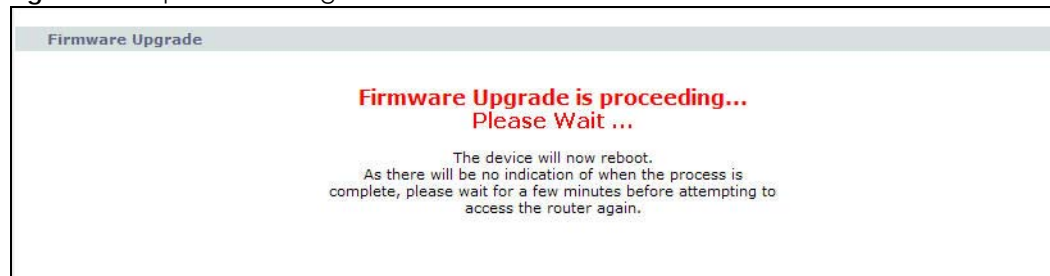 Firmware Upgrade
Firmware Upgrade is proceeding...
Please Wait ...
The device will now reboot.
As there will be no indication of when the process is
complete, please wait for a few minutes before attempting to
access the router again.